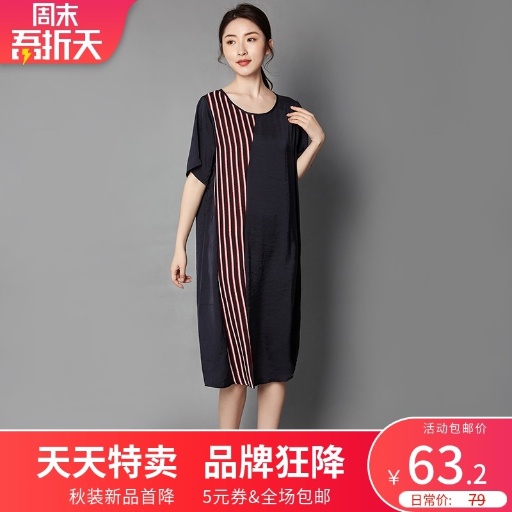 周末
吾折天
天天特卖 品牌狂降
秋装新品首降 5元券&全场包邮
活动包邮价
¥63.2
日常价: 79